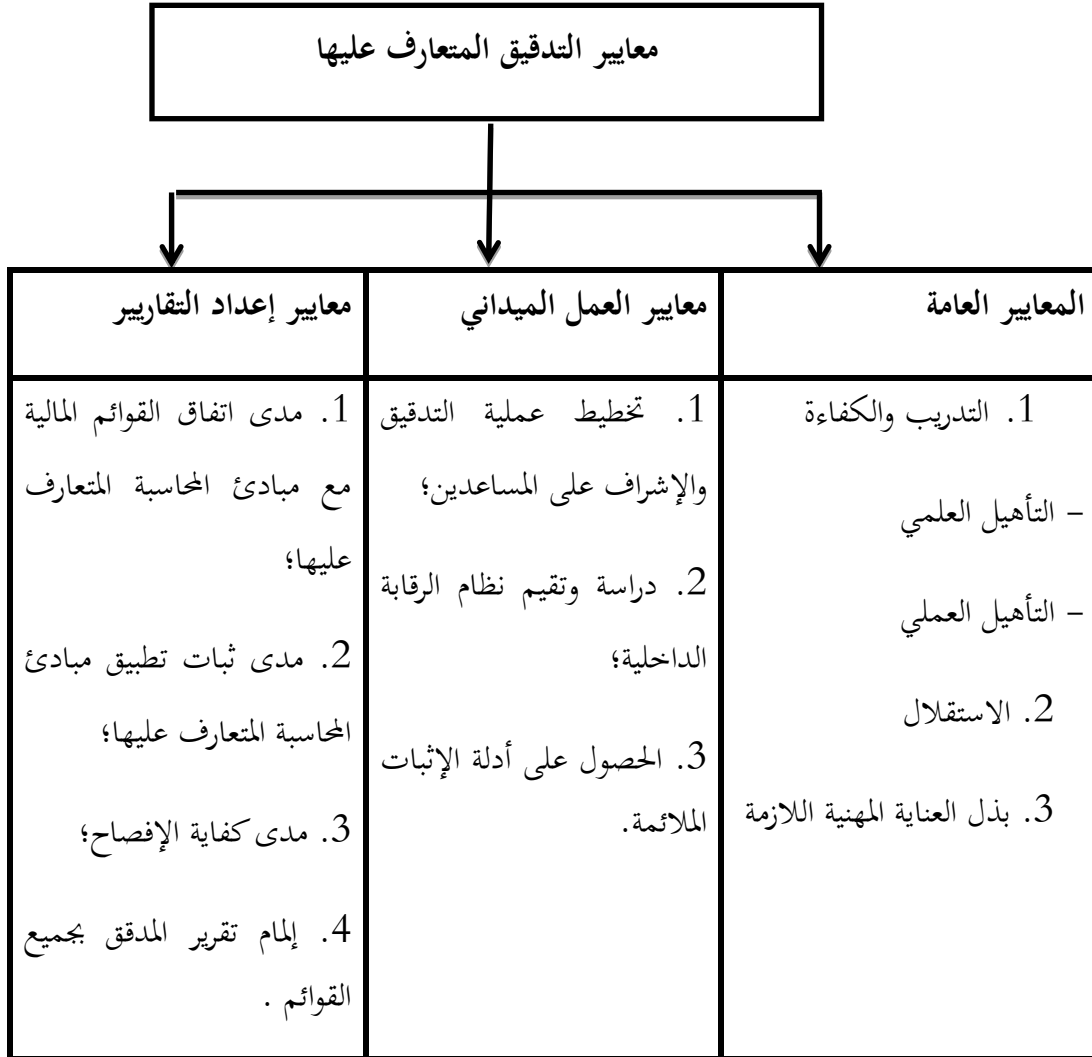 معايير التدقيق المتعارف عليها
المعايير العامة
1. التدريب والكفاءة
– التأهيل العلمي
– التأهيل العملي
2. الاستقلال
3. بذل العناية المهنية اللازمة
معايير العمل الميداني
1. تخطيط عملية التدقيق
والإشراف على المساعدين؛
2. دراسة وتقيم نظام الرقابة
الداخلية؛
3. الحصول على أدلة الإثبات
الملائمة.
معايير إعداد التقاريير
1. مدى اتفاق القوائم المالية
مع مبادئ المحاسبة المتعارف
عليها؛
2. مدى ثبات تطبيق مبادئ
المحاسبة المتعارف عليها؛
3. مدى كفاية الإفصاح؛
4. إلمام تقرير المدقق بجميع
القوائم .